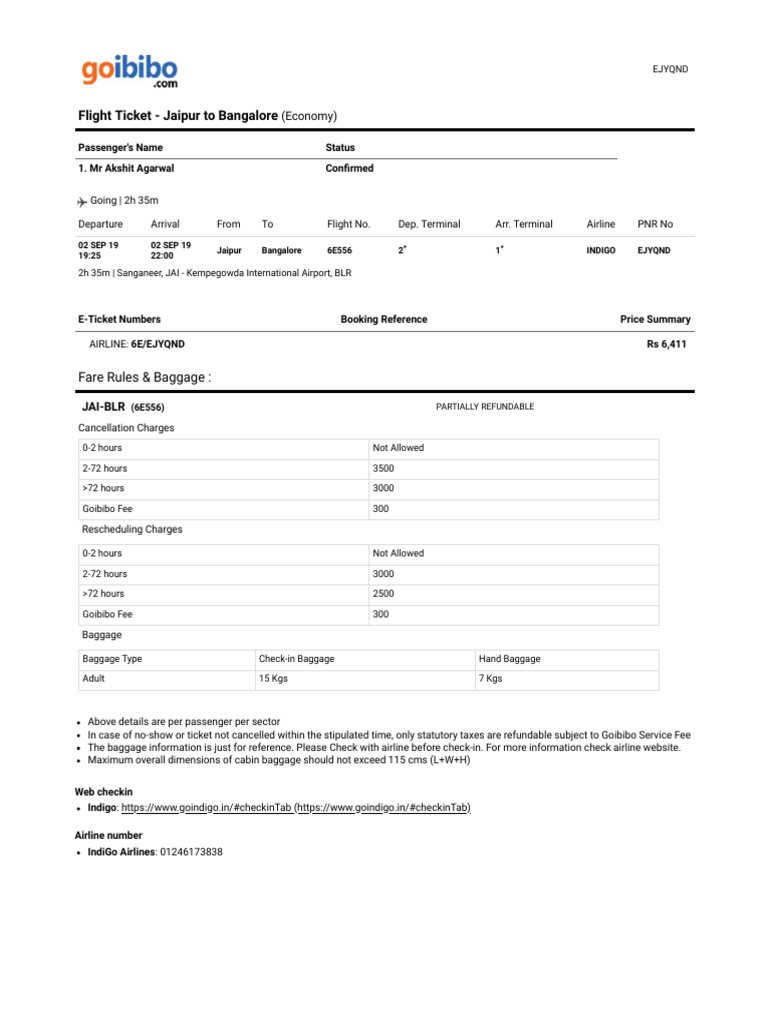 goibibo
.com
EJYQND
Flight Ticket - Jaipur to Bangalore (Economy)
Passenger's Name Status
1. Mr Akshit Agarwal Confirmed
Going | 2h 35m
Departure Arrival From To Flight No. Dep. Terminal Arr. Terminal Airline PNR No
02 SEP 19 02 SEP 19 Jaipur Bangalore 6E556 2* 1* INDIGO EJYQND
19:25 22:00
2h 35m | Sanganeer, JAI - Kempegowda International Airport, BLR
E-Ticket Numbers Booking Reference Price Summary
AIRLINE: 6E/EJYQND Rs 6,411
Fare Rules & Baggage :
JAI-BLR (6E556) PARTIALLY REFUNDABLE
Cancellation Charges
0-2 hours Not Allowed
2-72 hours 3500
>72 hours 3000
Goibibo Fee 300
Rescheduling Charges
0-2 hours Not Allowed
2-72 hours 3000
>72 hours 2500
Goibibo Fee 300
Baggage
Baggage Type Check-in Baggage Hand Baggage
Adult 15 Kgs 7 Kgs
• Above details are per passenger per sector
• In case of no-show or ticket not cancelled within the stipulated time, only statutory taxes are refundable subject to Goibibo Service Fee
• The baggage information is just for reference. Please Check with airline before check-in. For more information check airline website.
• Maximum overall dimensions of cabin baggage should not exceed 115 cms (L+W+H)
Web checkin
• Indigo: https://www.goindigo.in/#checkinTab (https://www.goindigo.in/#checkinTab)
Airline number
• IndiGo Airlines: 01246173838